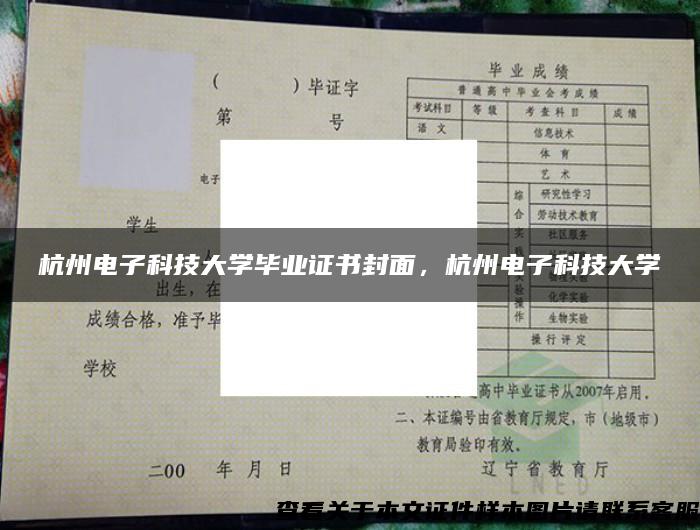 （　　　）毕证字
第　　　号
电子
学生
出生，在
成绩合格，准予毕
学校
二00　年　月　日
毕业成绩
普通高中毕业会考成绩
考试科目　等级　考查科目　成绩
语文　信息技术
体育
艺术
综合　研究性学习
劳动技术教育
社区服务
化学实验
操作　生物实验
操行评定
高中毕业证书从2007年启用。
二、本证编号由省教育厅规定，市（地级市）
教育局验印有效。
辽宁省教育厅
LNED
杭州电子科技大学毕业证书封面，杭州电子科技大学
查看关于本文证件样本图片请联系客服